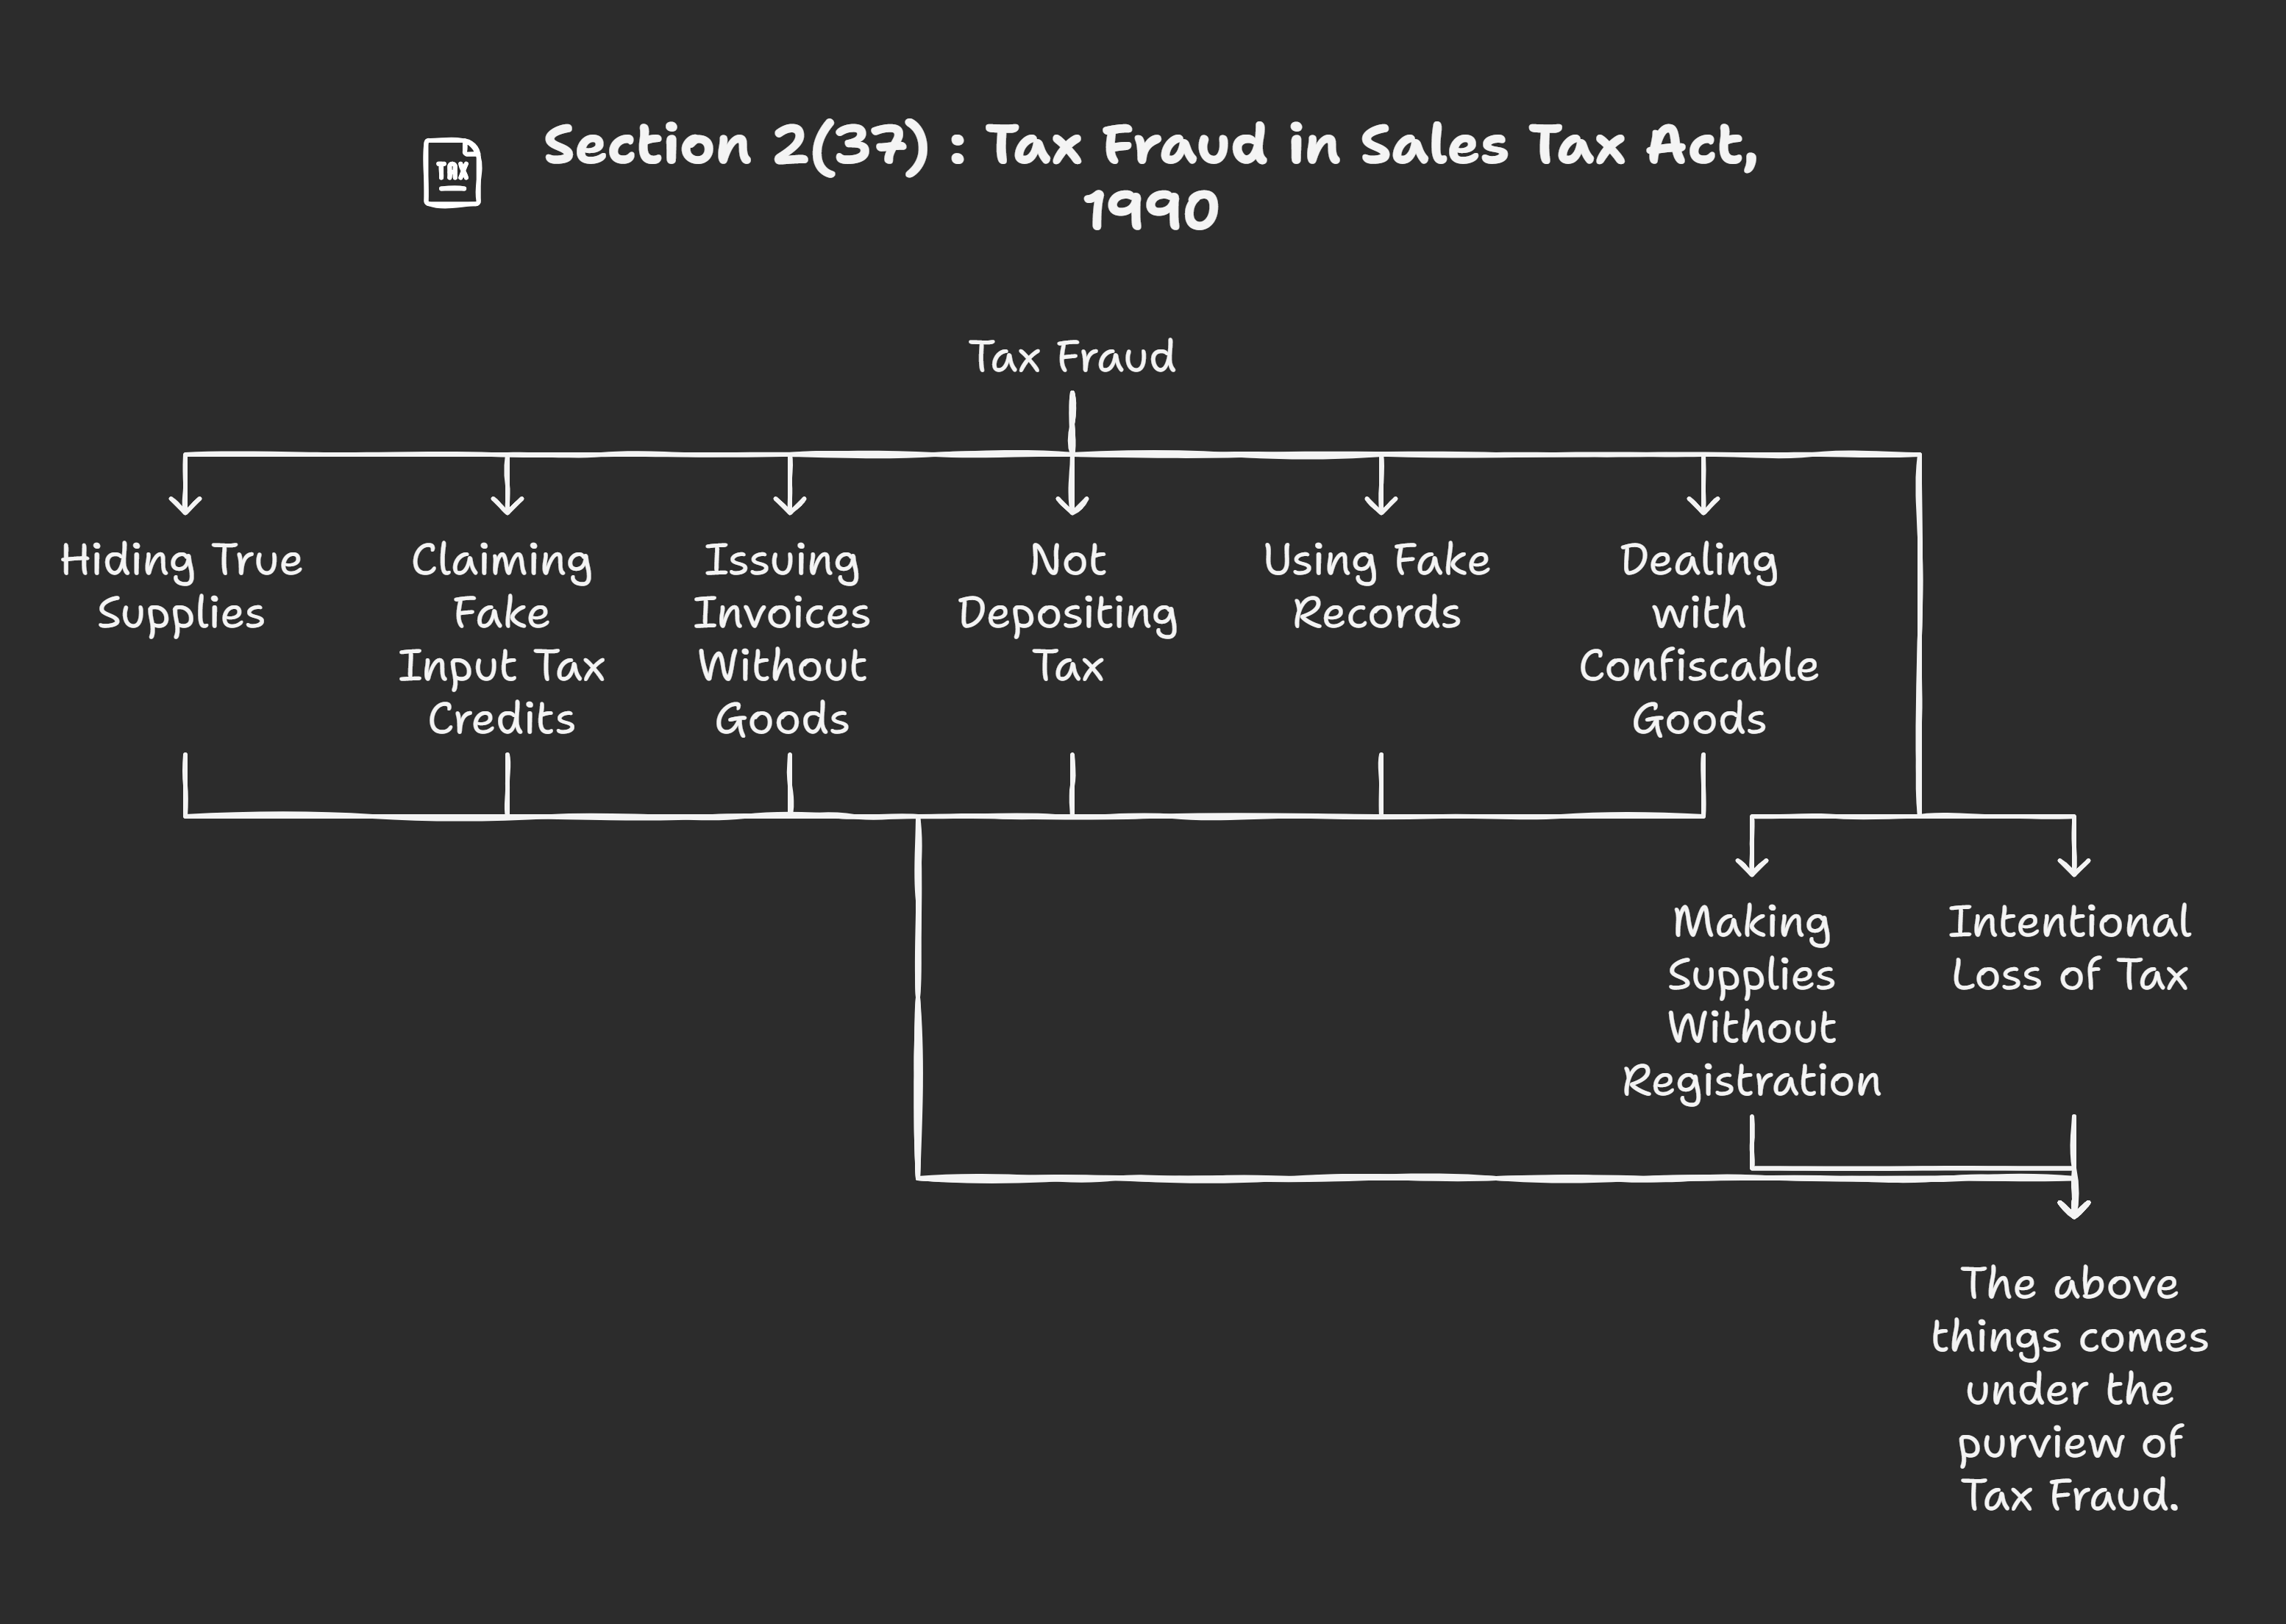 TAX
Section 2(37) : Tax Fraud in Sales Tax Act,
1990
Tax Fraud
Hiding True
Supplies
Claiming
Fake
Input Tax
Credits
Issuing
Invoices
Without
Goods
Not
Depositing
Tax
Using Fake
Records
Dealing
with
Confiscable
Goods
Making
Supplies
Without
Registration
Intentional
Loss of Tax
The above
things comes
under the
purview of
Tax Fraud.